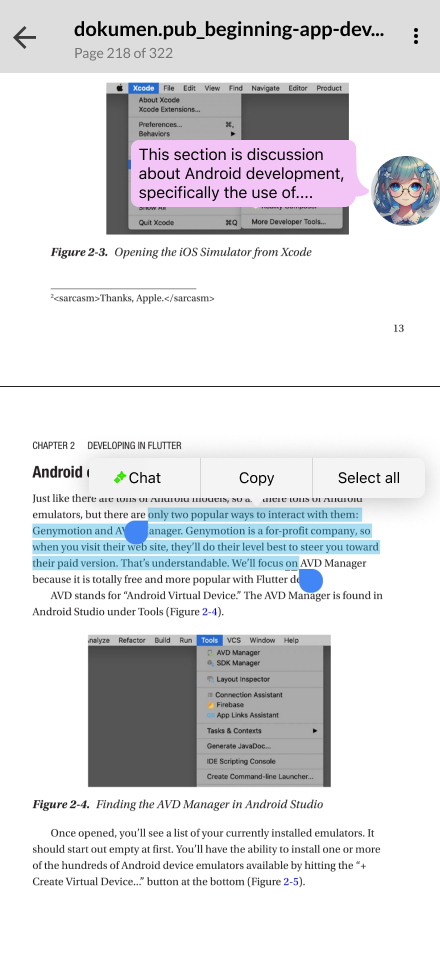 dokumen.pub_beginning-app-dev...
Page 218 of 322
Xcode File Edit View Find Navigate Editor Product
About Xcode
Xcode Extensions...
Preferences... ⌘,
Behaviors
This section is discussion
about Android development,
specifically the use of....
Quit Xcode ⌘Q
More Developer Tools...
Figure 2-3. Opening the iOS Simulator from Xcode
2<sarcasm>Thanks, Apple.</sarcasm>
13
CHAPTER 2 DEVELOPING IN FLUTTER
Android
Chat Copy Select all
Just like there are tons of Android models, so a there tons of Android
emulators, but there are only two popular ways to interact with them:
Genymotion and AV anager. Genymotion is a for-profit company, so
when you visit their web site, they'll do their level best to steer you toward
their paid version. That's understandable. We'll focus on AVD Manager
because it is totally free and more popular with Flutter de
AVD stands for "Android Virtual Device." The AVD Manager is found in
Android Studio under Tools (Figure 2-4).
nalyze Refactor Build Run Tools VCS Window Help
AVD Manager
SDK Manager
Layout Inspector
Connection Assistant
Firebase
App Links Assistant
Tasks & Contexts
Generate JavaDoc...
IDE Scripting Console
Create Command-line Launcher...
Figure 2-4. Finding the AVD Manager in Android Studio
Once opened, you'll see a list of your currently installed emulators. It
should start out empty at first. You'll have the ability to install one or more
of the hundreds of Android device emulators available by hitting the "+
Create Virtual Device..." button at the bottom (Figure 2-5).